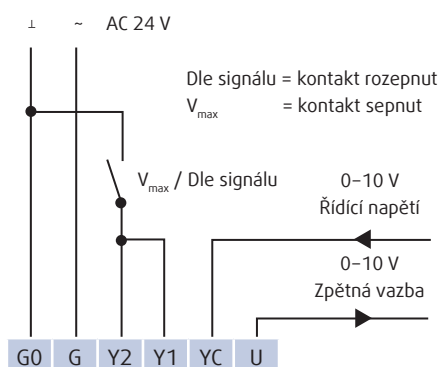 ⊥ ~ AC 24 V
Dle signálu = kontakt rozepnut
Vmax = kontakt sepnut
Vmax / Dle signálu
0–10 V
Řídící napětí
0–10 V
Zpětná vazba
G0 G Y2 Y1 YC U